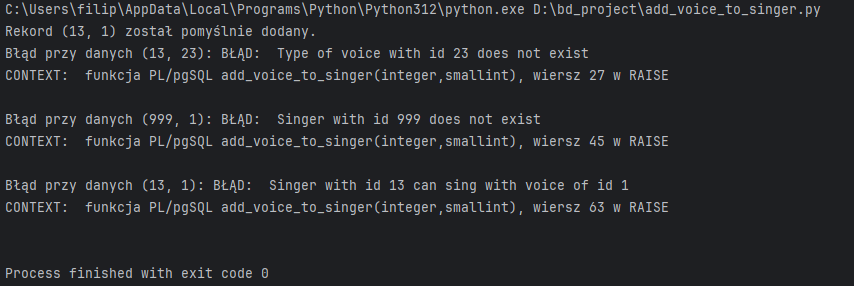 C:\Users\filip\AppData\Local\Programs\Python\Python312\python.exe D:\bd_project\add_voice_to_singer.py
Rekord (13, 1) został pomyślnie dodany.
Błąd przy danych (13, 23): BŁĄD:  Type of voice with id 23 does not exist
CONTEXT:  funkcja PL/pgSQL add_voice_to_singer(integer,smallint), wiersz 27 w RAISE
Błąd przy danych (999, 1): BŁĄD:  Singer with id 999 does not exist
CONTEXT:  funkcja PL/pgSQL add_voice_to_singer(integer,smallint), wiersz 45 w RAISE
Błąd przy danych (13, 1): BŁĄD:  Singer with id 13 can sing with voice of id 1
CONTEXT:  funkcja PL/pgSQL add_voice_to_singer(integer,smallint), wiersz 63 w RAISE
Process finished with exit code 0